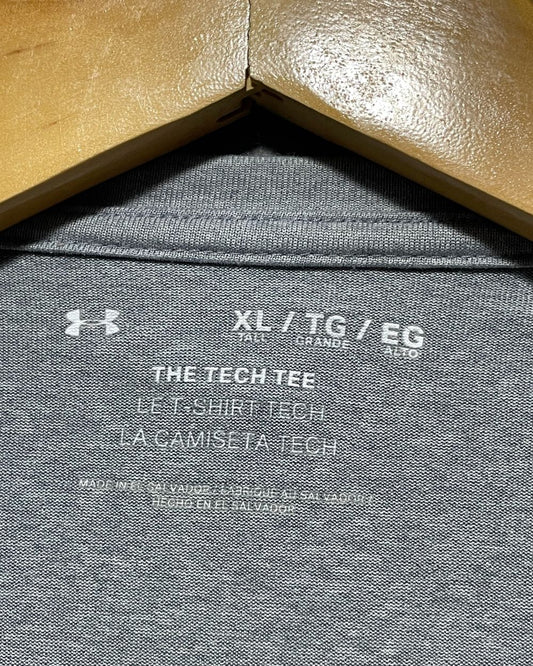 XL / TG / EG
TALL GRANDE ALTO
THE TECH TEE
LE T-SHIRT TECH
LA CAMISETA TECH
MADE IN EL SALVADOR / FABRIQUÉ AU SALVADOR /
HECHO EN EL SALVADOR